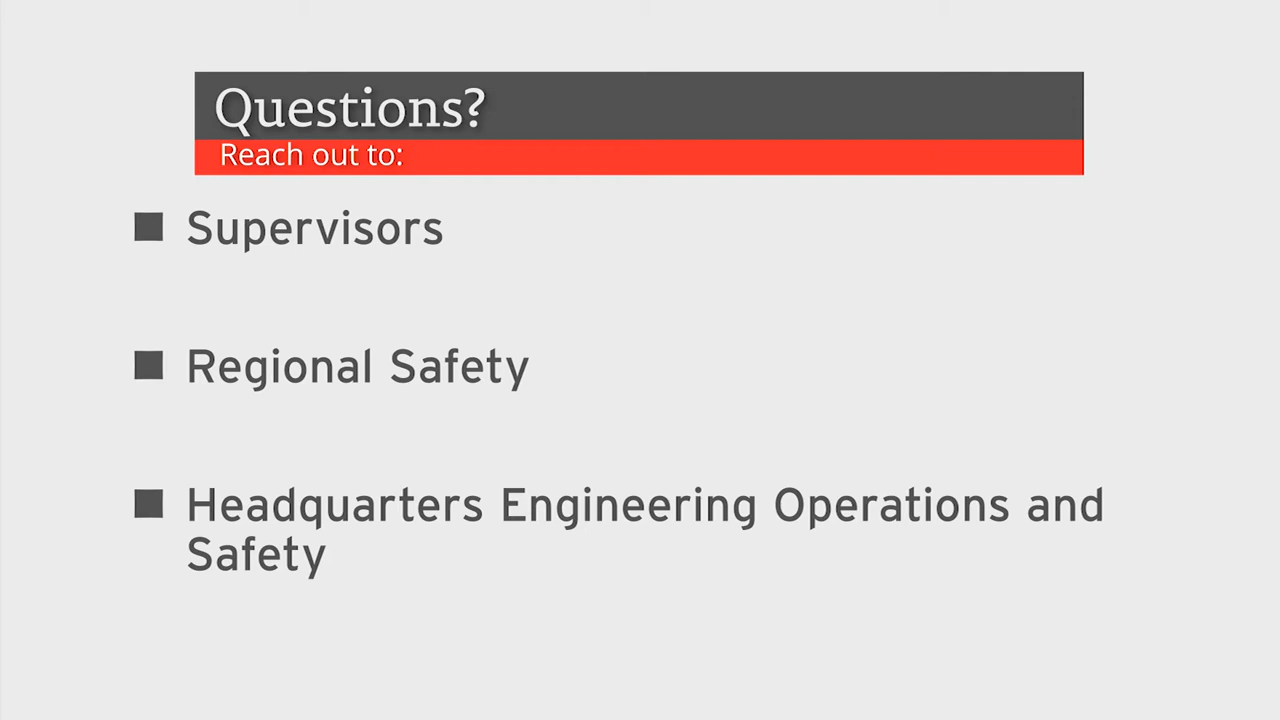 Questions?
Reach out to:
Supervisors
Regional Safety
Headquarters Engineering Operations and
Safety